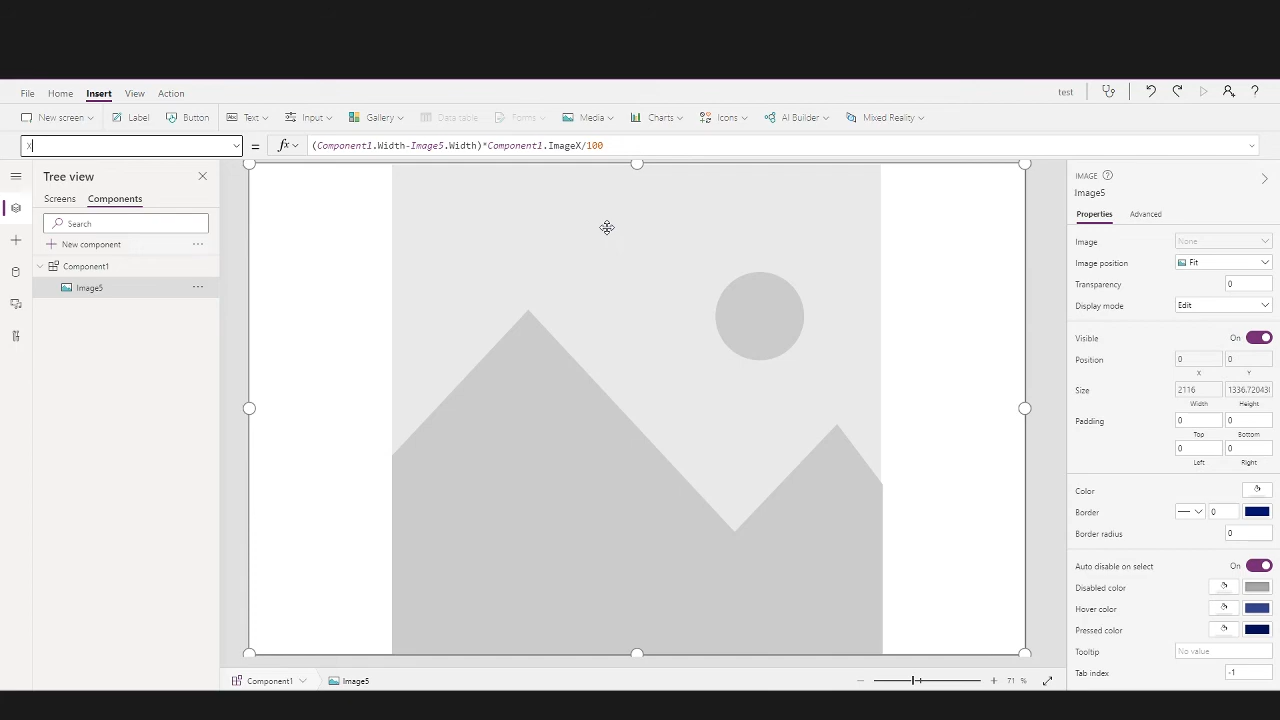 File Home Insert View Action test
New screen Label Button Text Input Gallery Data table Forms Media Charts Icons AI Builder Mixed Reality
X = fx (Component1.Width-Image5.Width)*Component1.ImageX/100
Tree view
Screens Components
Search
New component
Component1
Image5
IMAGE
Image5
Properties Advanced
Image None
Image position Fit
Transparency 0
Display mode Edit
Visible On
Position 0 0
X Y
Size 2116 1336.72043
Width Height
Padding 0 0
Top Bottom
0 0
Left Right
Color
Border 0
Border radius 0
Auto disable on select On
Disabled color
Hover color
Pressed color
Tooltip No value
Tab index -1
Component1 Image5 71 %